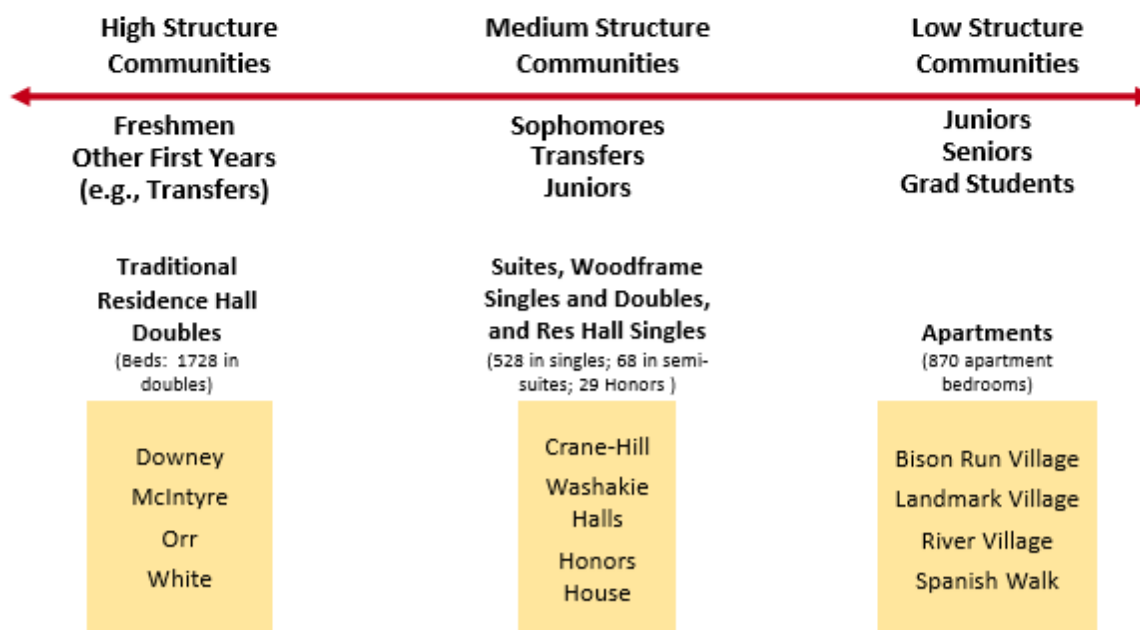 High Structure
Communities
Medium Structure
Communities
Low Structure
Communities
Freshmen
Other First Years
(e.g., Transfers)
Sophomores
Transfers
Juniors
Juniors
Seniors
Grad Students
Traditional
Residence Hall
Doubles
(Beds: 1728 in
doubles)
Suites, Woodframe
Singles and Doubles,
and Res Hall Singles
(528 in singles; 68 in semi-
suites; 29 Honors )
Apartments
(870 apartment
bedrooms)
Downey
McIntyre
Orr
White
Crane-Hill
Washakie
Halls
Honors
House
Bison Run Village
Landmark Village
River Village
Spanish Walk